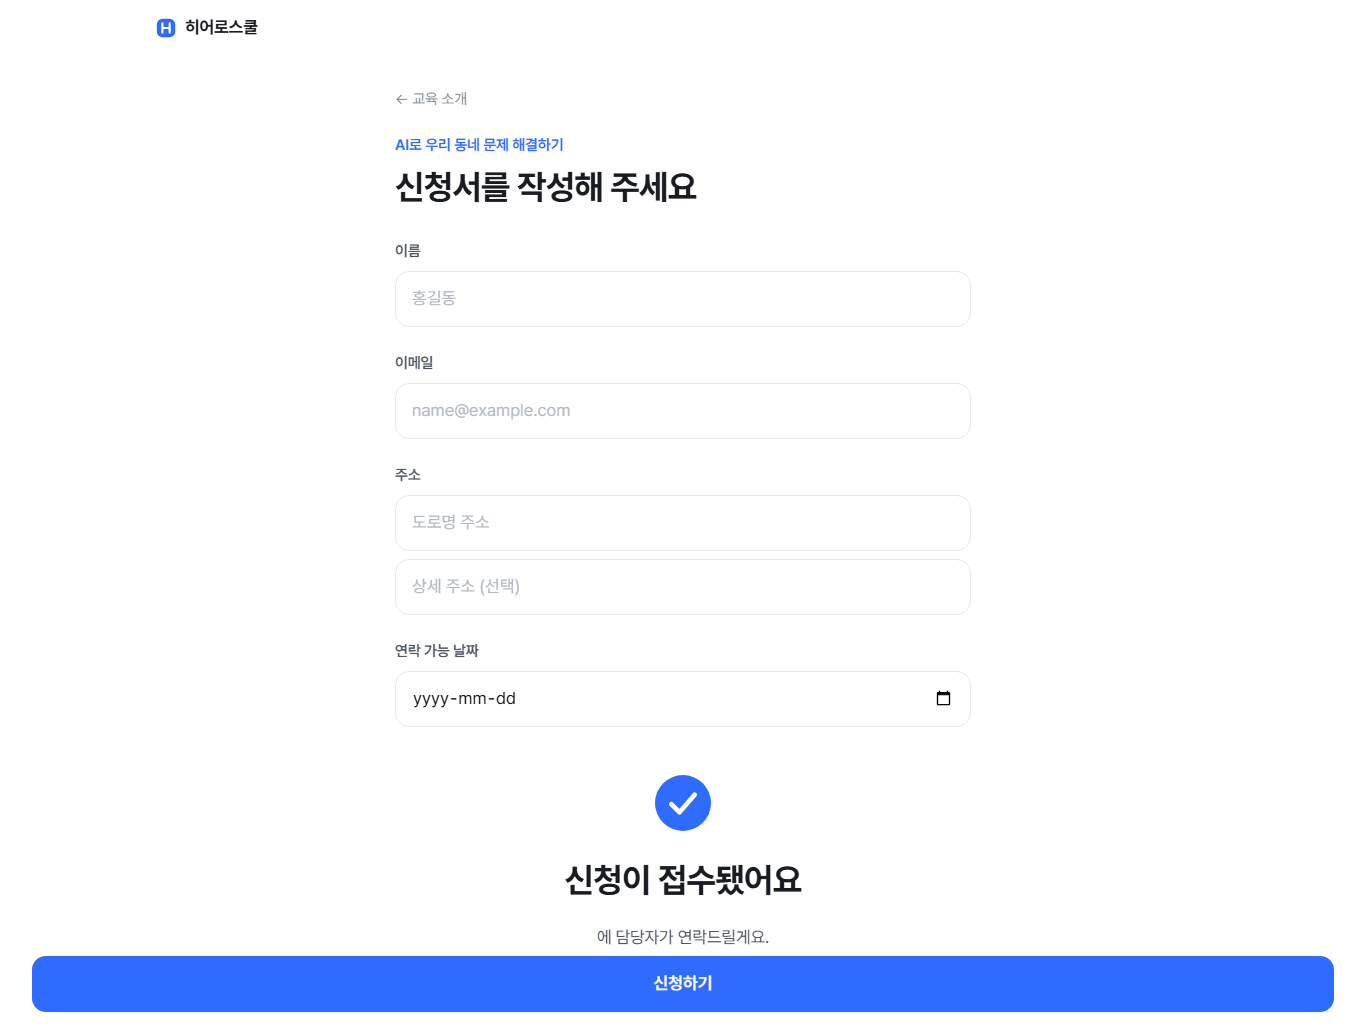 H 히어로스쿨
← 교육 소개
AI로 우리 동네 문제 해결하기
신청서를 작성해 주세요
이름
홍길동
이메일
name@example.com
주소
도로명 주소
상세 주소 (선택)
연락 가능 날짜
yyyy-mm-dd
신청이 접수됐어요
에 담당자가 연락드릴게요.
신청하기